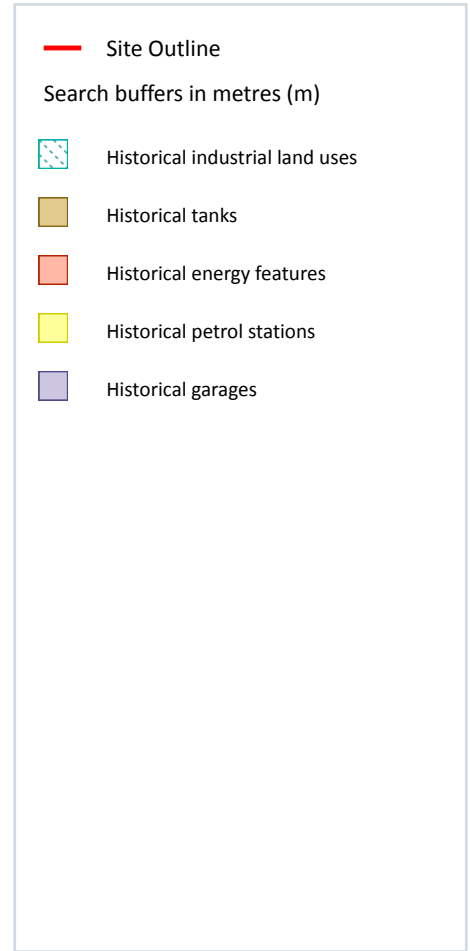 Site Outline
Search buffers in metres (m)
Historical industrial land uses
Historical tanks
Historical energy features
Historical petrol stations
Historical garages